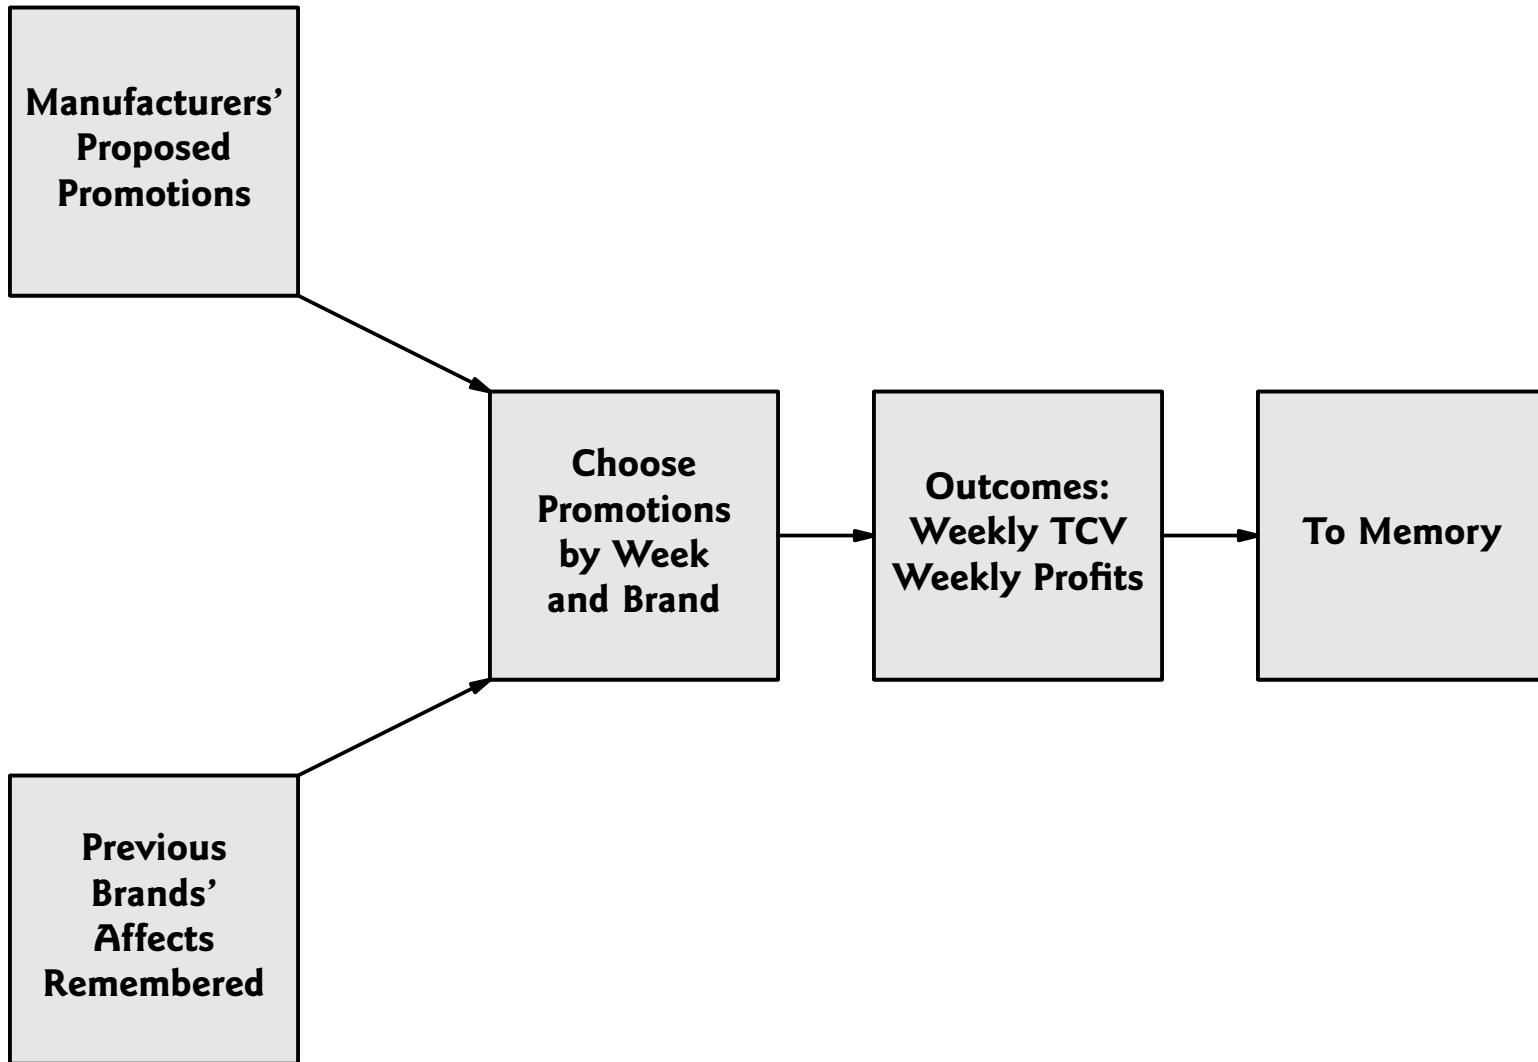 Manufacturers’
Proposed
Promotions
Choose
Promotions
by Week
and Brand
Outcomes:
Weekly TCV
Weekly Profits
To Memory
Previous
Brands’
Affects
Remembered